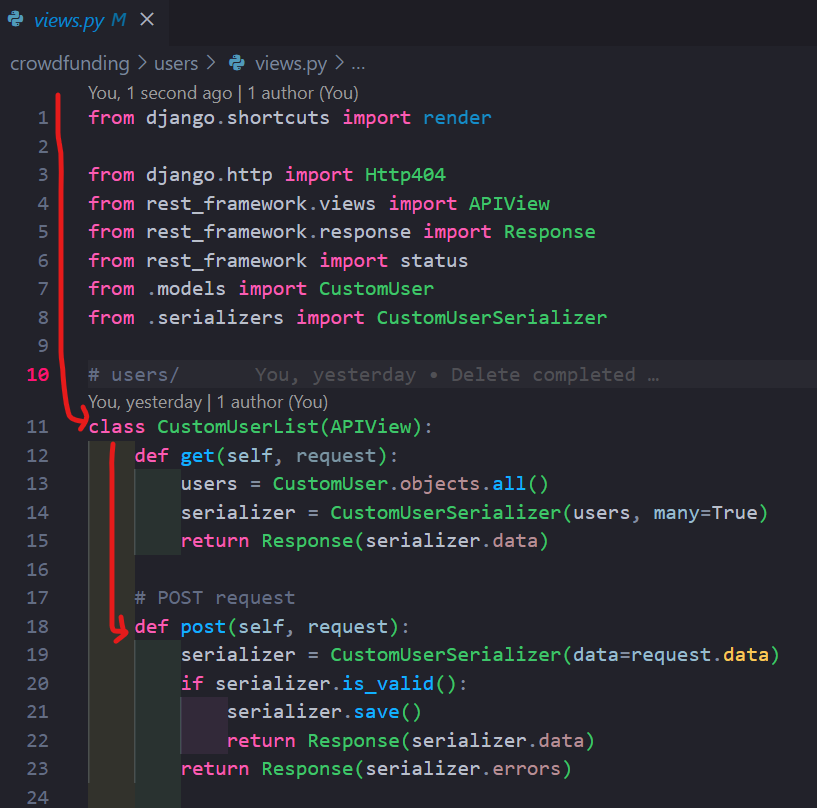 views.py M
crowdfunding > users > views.py > ...
You, 1 second ago | 1 author (You)
1 from django.shortcuts import render
2
3 from django.http import Http404
4 from rest_framework.views import APIView
5 from rest_framework.response import Response
6 from rest_framework import status
7 from .models import CustomUser
8 from .serializers import CustomUserSerializer
9
10 # users/ You, yesterday • Delete completed …
You, yesterday | 1 author (You)
11 class CustomUserList(APIView):
12 def get(self, request):
13 users = CustomUser.objects.all()
14 serializer = CustomUserSerializer(users, many=True)
15 return Response(serializer.data)
16
17 # POST request
18 def post(self, request):
19 serializer = CustomUserSerializer(data=request.data)
20 if serializer.is_valid():
21 serializer.save()
22 return Response(serializer.data)
23 return Response(serializer.errors)
24